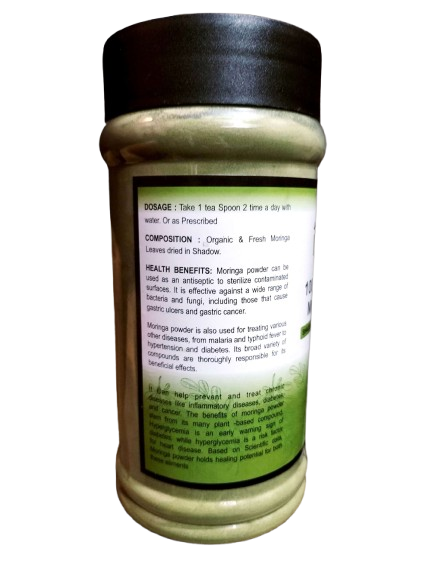 DOSAGE : Take 1 tea Spoon 2 time a day with
water. Or as Prescribed
COMPOSITION : Organic & Fresh Moringa
Leaves dried in Shadow.
HEALTH BENEFITS: Moringa powder can be
used as an antiseptic to sterilize contaminated
surfaces. It is effective against a wide range of
bacteria and fungi, including those that cause
gastric ulcers and gastric cancer.
Moringa powder is also used for treating various
other diseases, from malaria and typhoid fever to
hypertension and diabetes. Its broad variety of
compounds are thoroughly responsible for its
beneficial effects.
It can help prevent and treat chronic
diseases like inflammatory diseases, diabetes
and cancer. The benefits of moringa powder
stem from its many plant -based compound.
Hyperglycemia is an early warning sign of
diabetes, while hyperglycemia is a risk factor
for heart disease. Based on Scientific data,
Moringa powder holds healing potential for both
these ailments.